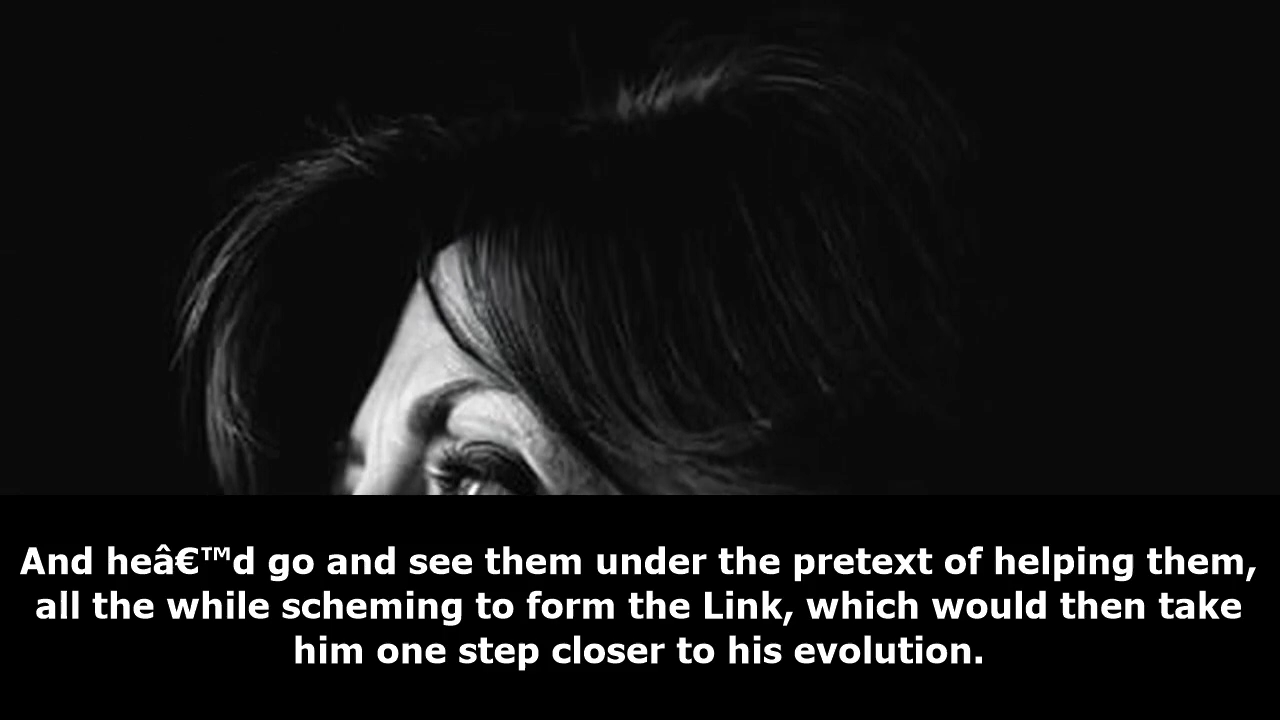 And heâ€™d go and see them under the pretext of helping them,
all the while scheming to form the Link, which would then take
him one step closer to his evolution.